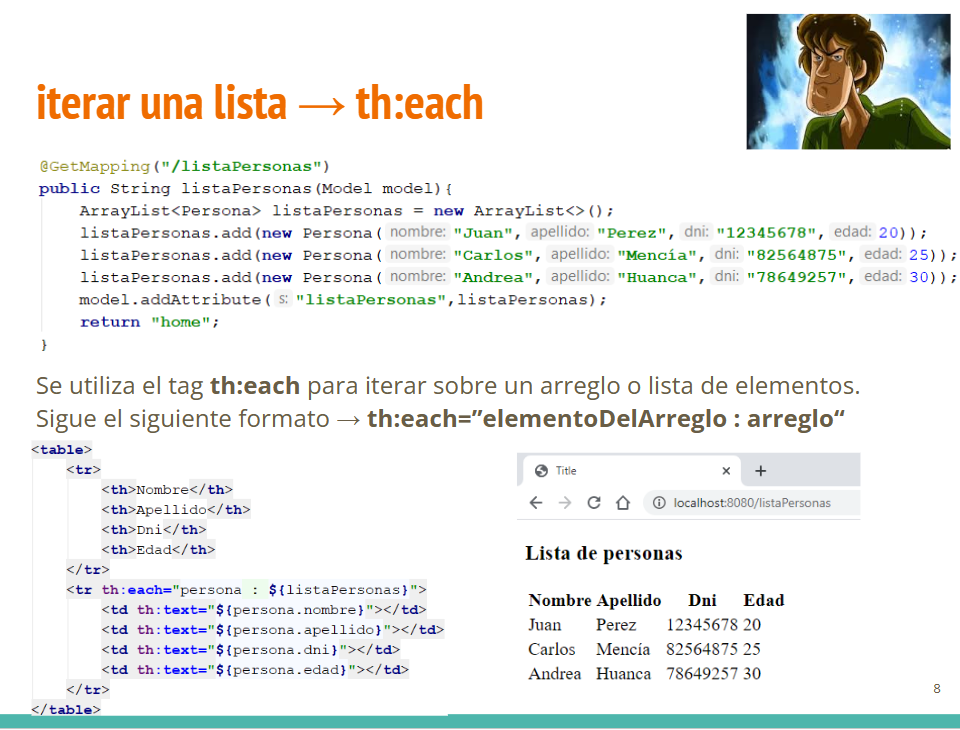 iterar una lista → th:each
@GetMapping("/listaPersonas")
public String listaPersonas(Model model){
ArrayList<Persona> listaPersonas = new ArrayList<>();
listaPersonas.add(new Persona( nombre: "Juan", apellido: "Perez", dni: "12345678", edad: 20));
listaPersonas.add(new Persona( nombre: "Carlos", apellido: "Mencía", dni: "82564875", edad: 25));
listaPersonas.add(new Persona( nombre: "Andrea", apellido: "Huanca", dni: "78649257", edad: 30));
model.addAttribute( s: "listaPersonas",listaPersonas);
return "home";
}
Se utiliza el tag th:each para iterar sobre un arreglo o lista de elementos.
Sigue el siguiente formato → th:each=”elementoDelArreglo : arreglo“
<table>
<tr>
<th>Nombre</th>
<th>Apellido</th>
<th>Dni</th>
<th>Edad</th>
</tr>
<tr th:each="persona : ${listaPersonas}">
<td th:text="${persona.nombre}"></td>
<td th:text="${persona.apellido}"></td>
<td th:text="${persona.dni}"></td>
<td th:text="${persona.edad}"></td>
</tr>
</table>
Title
localhost:8080/listaPersonas
Lista de personas
Nombre Apellido Dni Edad
Juan Perez 12345678 20
Carlos Mencía 82564875 25
Andrea Huanca 78649257 30
8